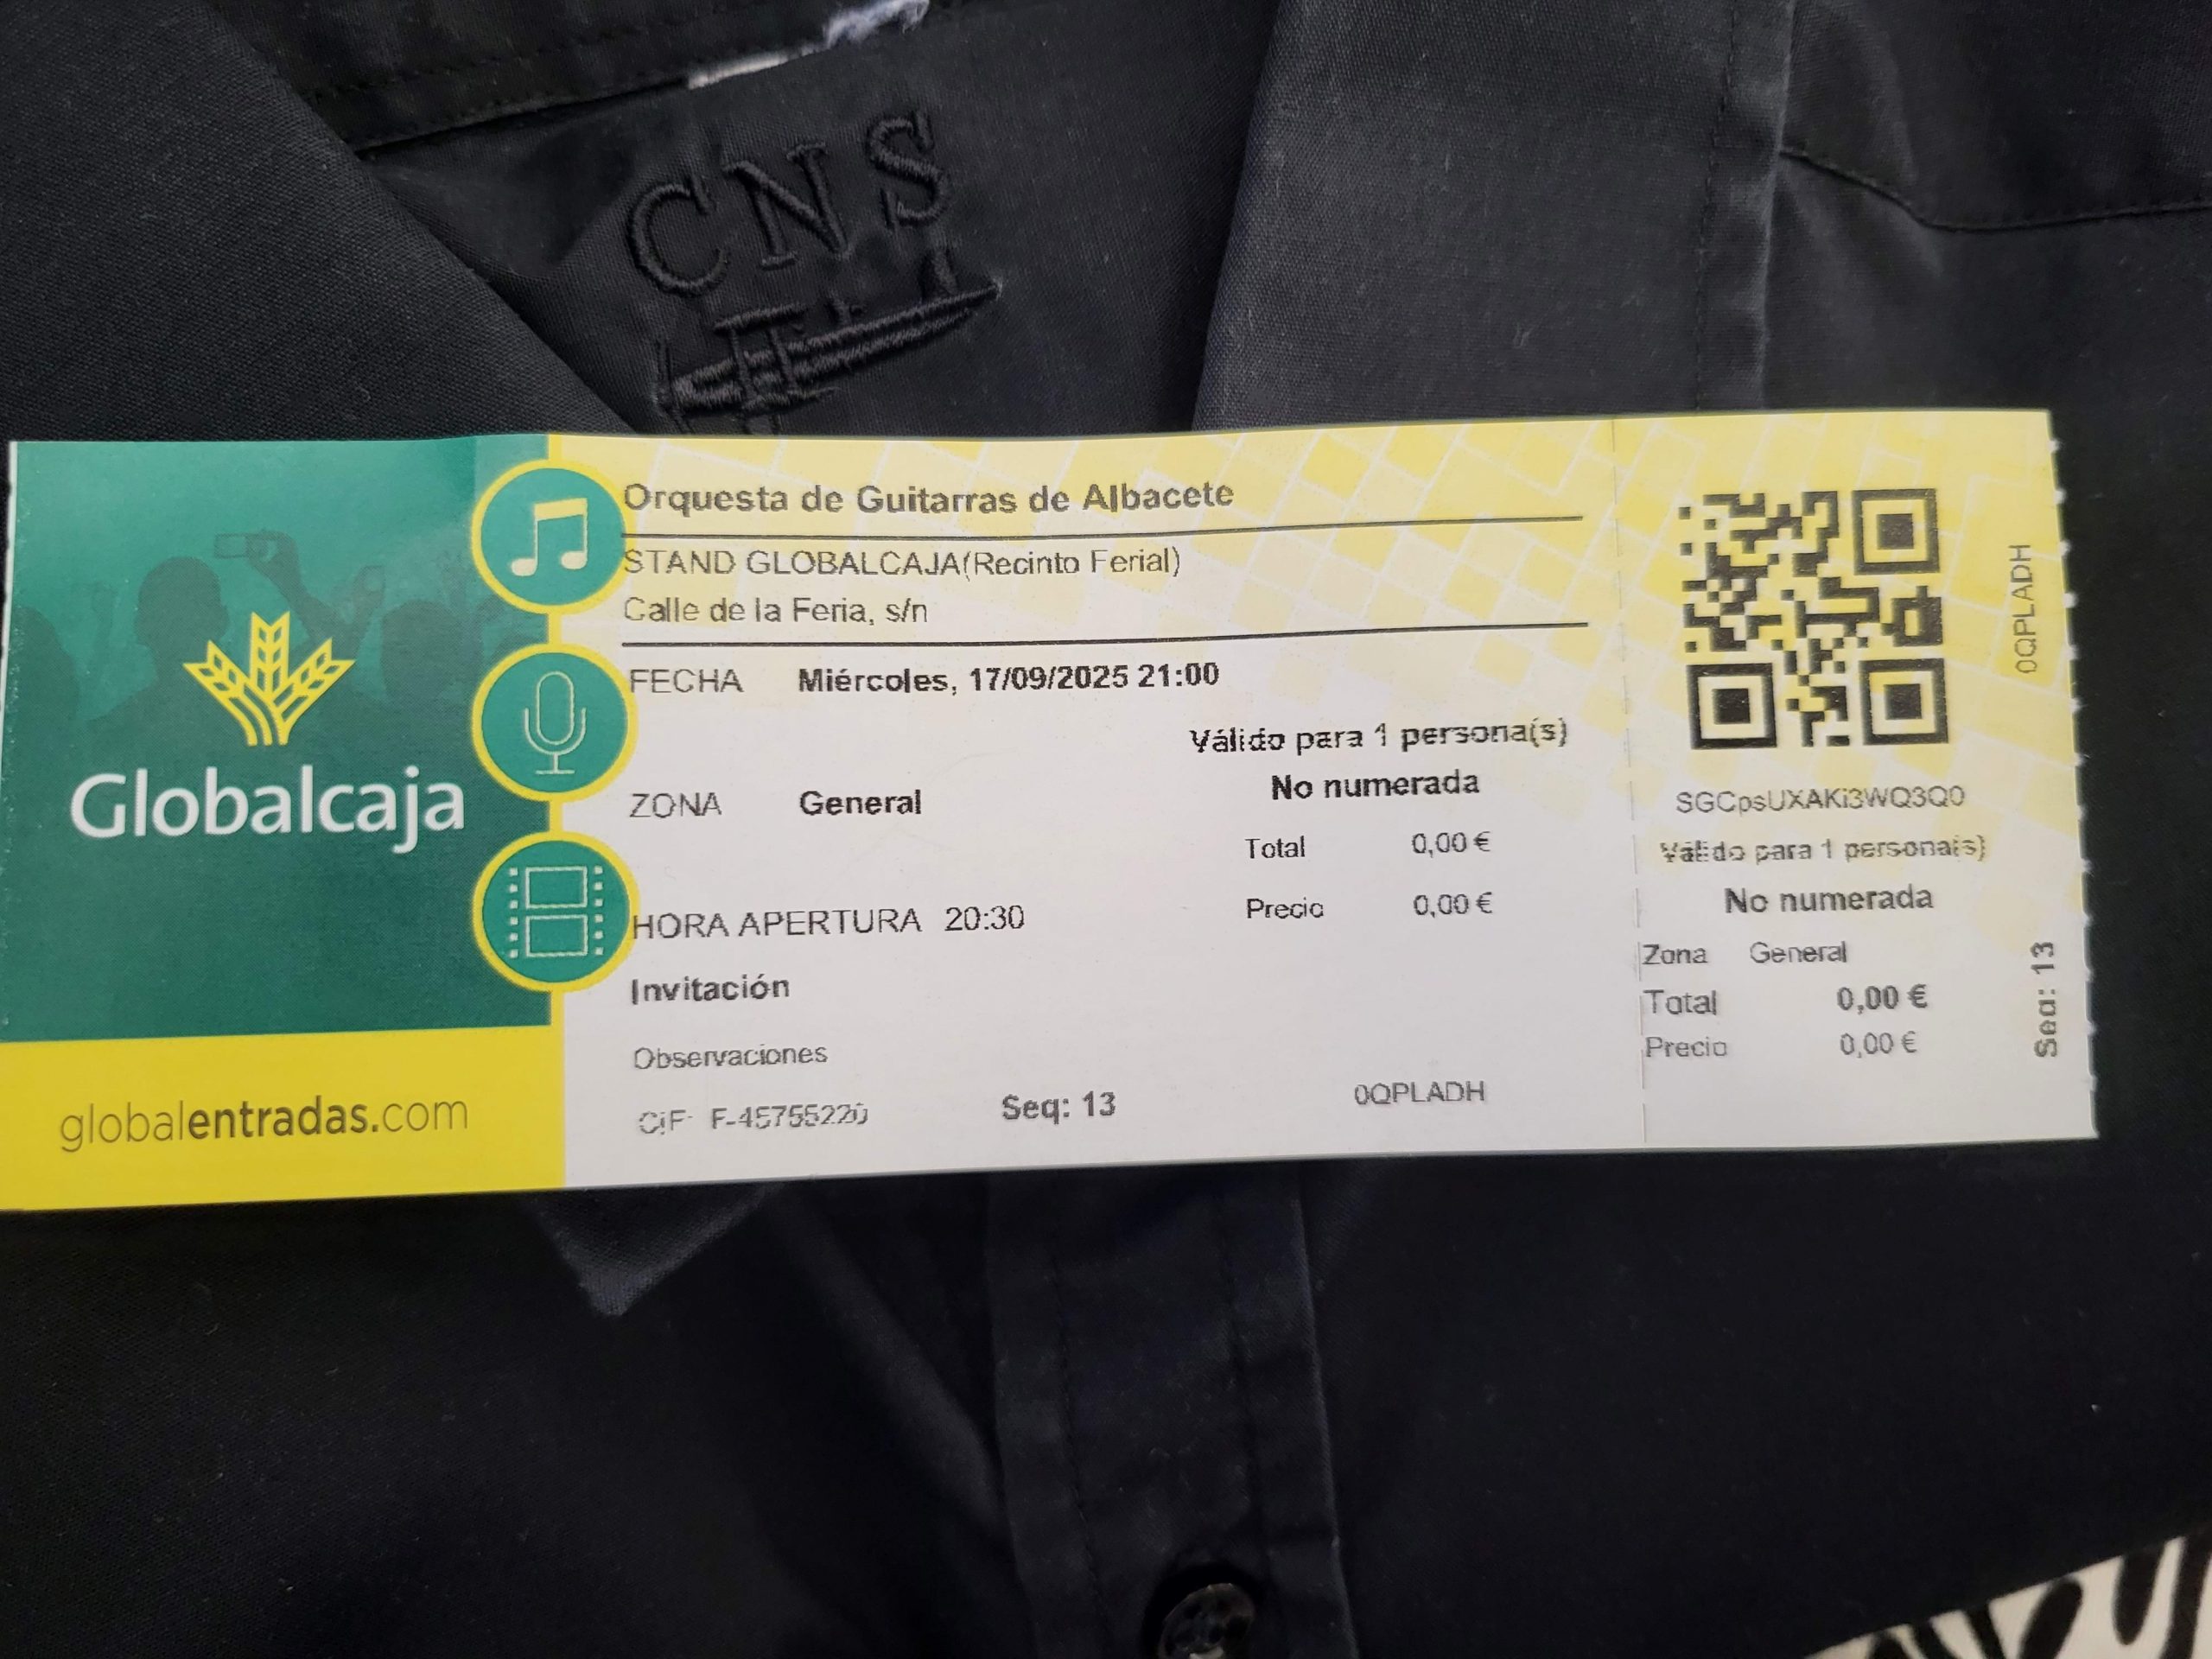 CNS
Globalcaja
globalentradas.com
Orquesta de Guitarras de Albacete
STAND GLOBALCAJA(Recinto Ferial)
Calle de la Feria, s/n
FECHA Miércoles, 17/09/2025 21:00
Válido para 1 persona(s)
No numerada
ZONA General
Total 0,00 €
Precio 0,00 €
HORA APERTURA 20:30
Invitación
Observaciones
CIF: Seq: 13 0QPLADH
SGCpsUXAKi3WQ3Q0
Válido para 1 persona(s)
No numerada
Zona General
Total 0,00 €
Precio 0,00 €
0QPLADH
Seq: 13